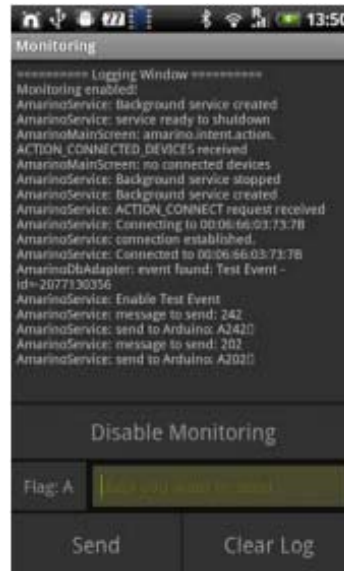 13:50
Monitoring
========== Logging Window ==========
Monitoring enabled!
AmarinoService: Background service created
AmarinoService: service ready to shutdown
AmarinoMainScreen: amarino.intent.action.
ACTION_CONNECTED_DEVICES received
AmarinoMainScreen: no connected devices
AmarinoService: Background service stopped
AmarinoService: Background service created
AmarinoService: ACTION_CONNECT request received
AmarinoService: Connecting to 00:06:66:03:73:7B
AmarinoService: connection established.
AmarinoService: Connected to 00:06:66:03:73:7B
AmarinoDbAdapter: event found: Test Event -
id=-2077130356
AmarinoService: Enable Test Event
AmarinoService: message to send: 242
AmarinoService: send to Arduino: A242▯
AmarinoService: message to send: 202
AmarinoService: send to Arduino: A202▯
Disable Monitoring
Flag: A
Send
Clear Log